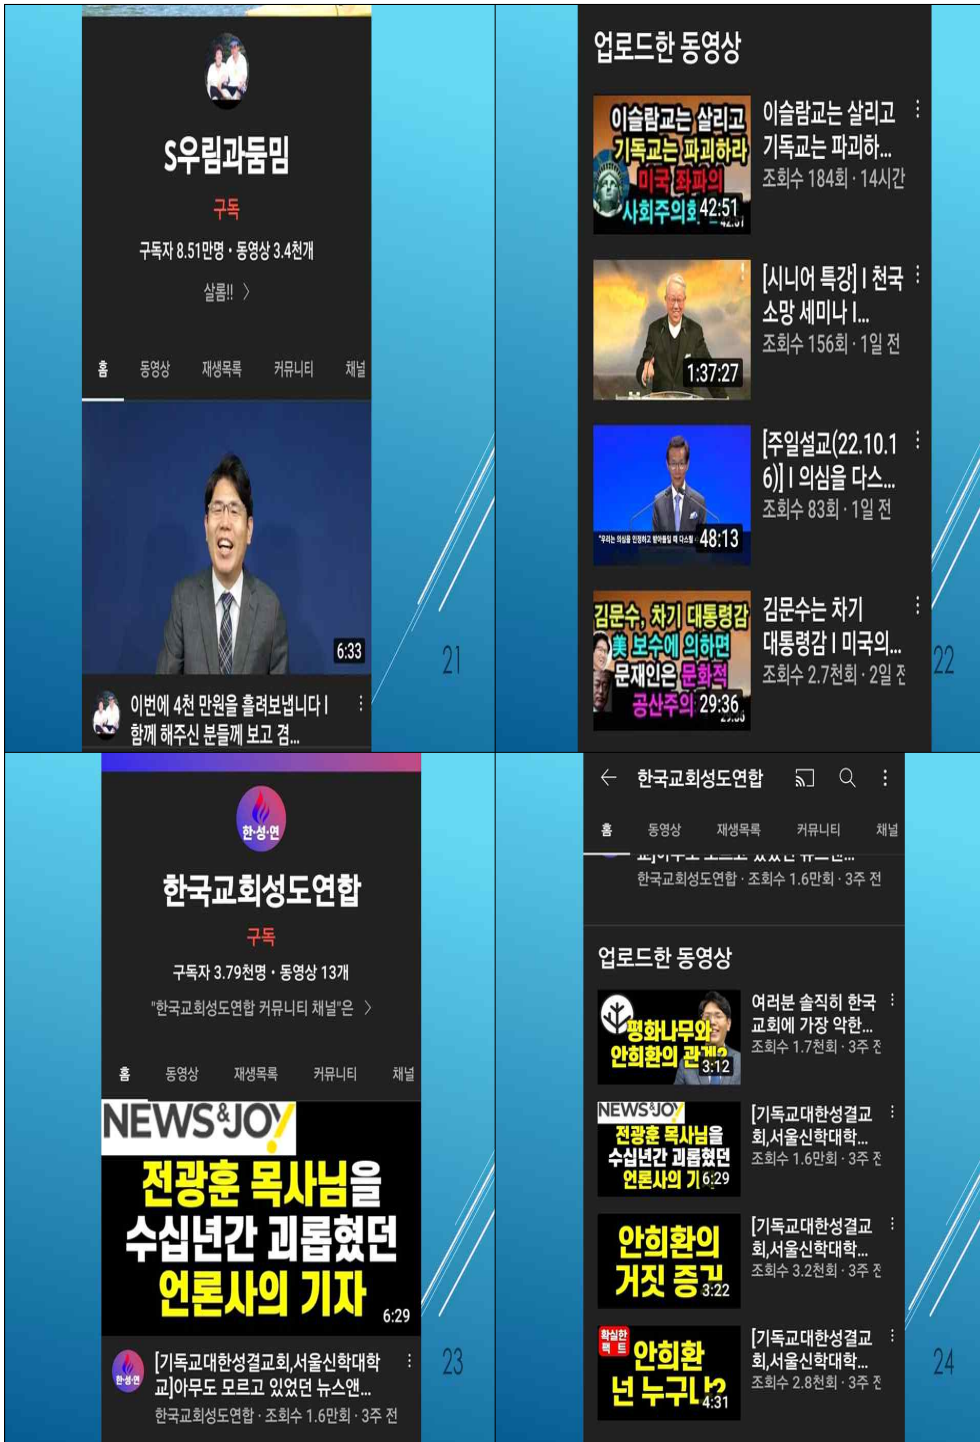 S우림과둠밈
구독
구독자 8.51만명 · 동영상 3.4천개
샬롬!! >
홈 동영상 재생목록 커뮤니티 채널
6:33
이번에 4천 만원을 흘려보냅니다 I
함께 해주신 분들께 보고 겸...
21
업로드한 동영상
이슬람교는 살리고
기독교는 파괴하라
미국 좌파의
사회주의화
42:51
이슬람교는 살리고
기독교는 파괴하...
조회수 184회 · 14시간
1:37:27
[시니어 특강] I 천국
소망 세미나 I...
조회수 156회 · 1일 전
"우리는 의심을 인정하고 받아들일 때 다스릴
48:13
[주일설교(22.10.1
6)] I 의심을 다스...
조회수 83회 · 1일 전
김문수, 차기 대통령감
美 보수에 의하면
문재인은 문화적
공산주의
29:36
김문수는 차기
대통령감 I 미국의...
조회수 2.7천회 · 2일 전
22
한·성·연
한국교회성도연합
구독
구독자 3.79천명 · 동영상 13개
"한국교회성도연합 커뮤니티 채널"은 >
홈 동영상 재생목록 커뮤니티 채널
NEWS&JOY!
전광훈 목사님을
수십년간 괴롭혔던
언론사의 기자
6:29
한·성·연
[기독교대한성결교회,서울신학대학
교]아무도 모르고 있었던 뉴스앤...
한국교회성도연합 · 조회수 1.6만회 · 3주 전
23
← 한국교회성도연합
홈 동영상 재생목록 커뮤니티 채널
한국교회성도연합 · 조회수 1.6만회 · 3주 전
업로드한 동영상
평화나무와
안희환의 관계?
3:12
여러분 솔직히 한국
교회에 가장 악한...
조회수 1.7천회 · 3주 전
NEWS&JOY!
전광훈 목사님을
수십년간 괴롭혔던
언론사의 기자
6:29
[기독교대한성결교
회,서울신학대학...
조회수 1.6만회 · 3주 전
안희환의
거짓 증거
3:22
[기독교대한성결교
회,서울신학대학...
조회수 3.2천회 · 3주 전
확실한
팩트
안희환
넌 누구냐?
4:31
[기독교대한성결교
회,서울신학대학...
조회수 2.8천회 · 3주 전
24